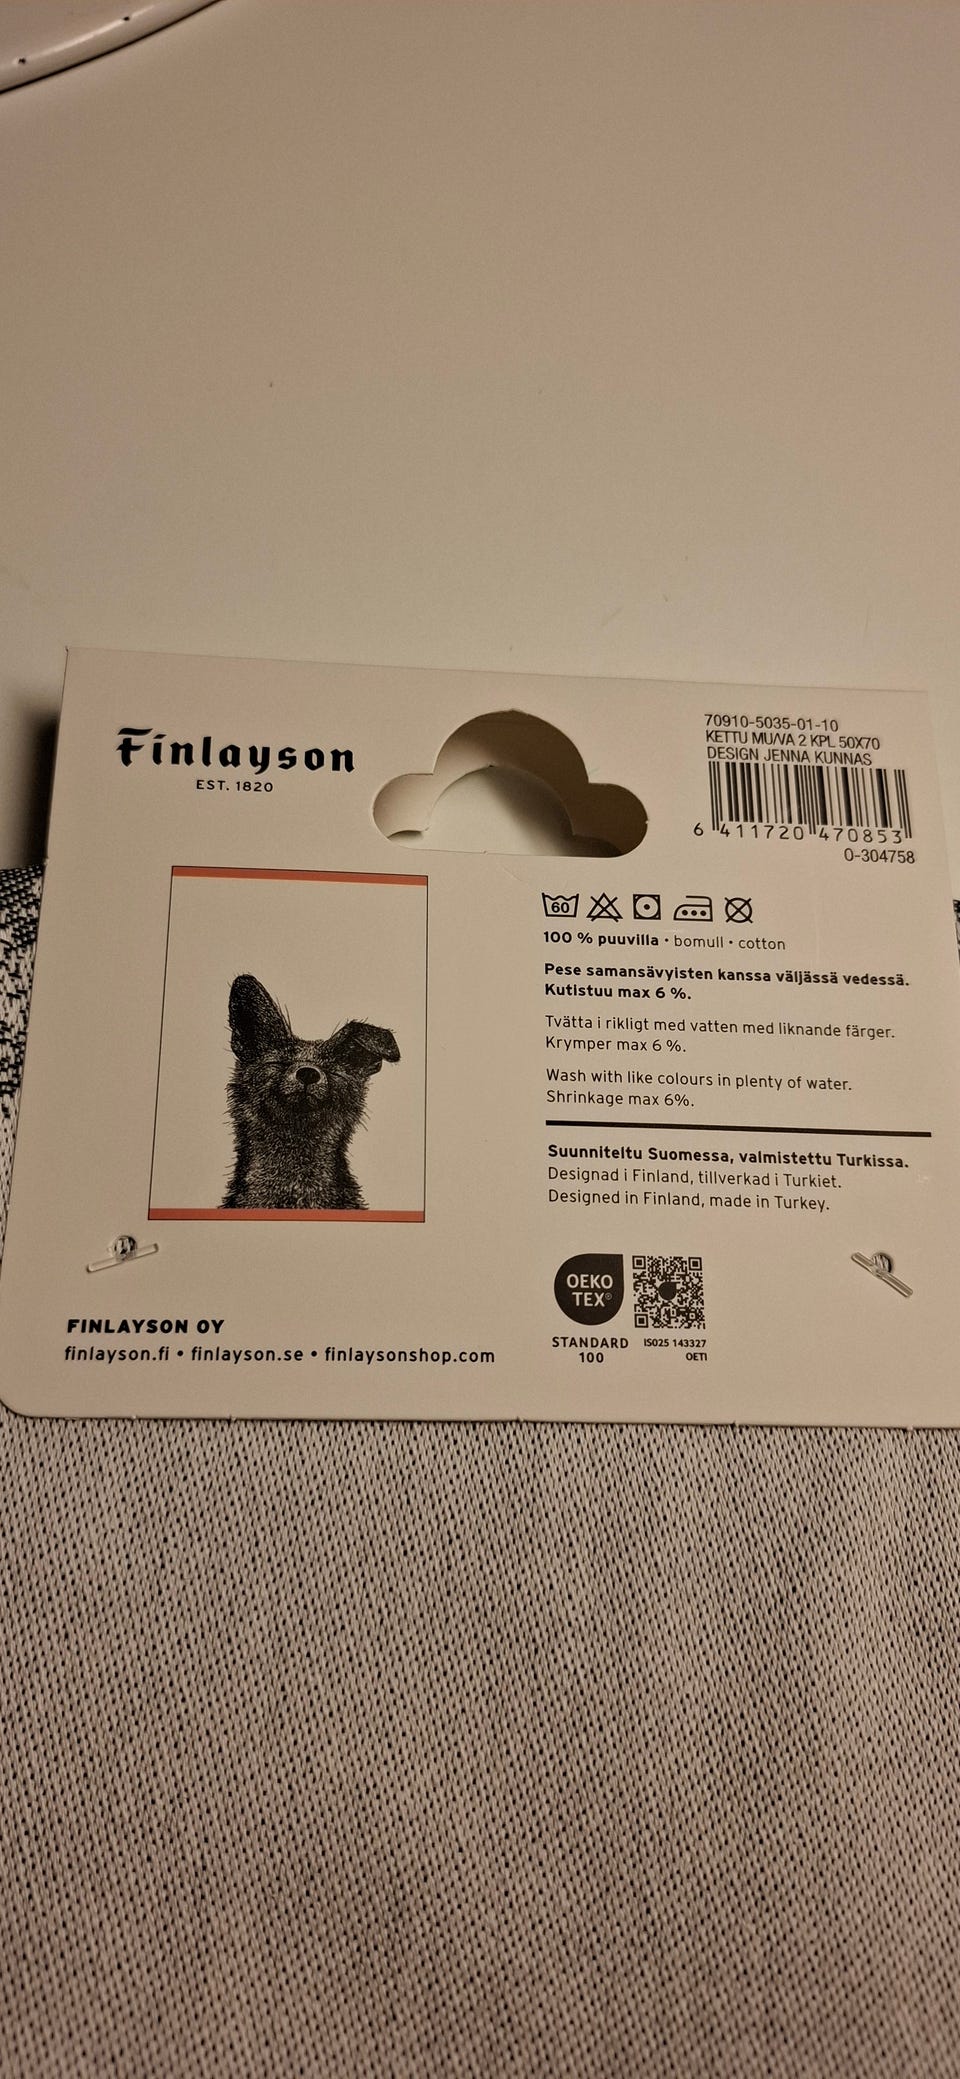 Finlayson
EST. 1820
70910-5035-01-10
KETTU MU/VA 2 KPL 50X70
DESIGN JENNA KUNNAS
6 411720 470853
0-304758
60
100 % puuvilla • bomull • cotton
Pese samansävyisten kanssa väljässä vedessä.
Kutistuu max 6 %.
Tvätta i rikligt med vatten med liknande färger.
Krymper max 6 %.
Wash with like colours in plenty of water.
Shrinkage max 6%.
Suunniteltu Suomessa, valmistettu Turkissa.
Designad i Finland, tillverkad i Turkiet.
Designed in Finland, made in Turkey.
OEKO
TEX®
STANDARD
100
IS025 143327
OETI
FINLAYSON OY
finlayson.fi • finlayson.se • finlaysonshop.com